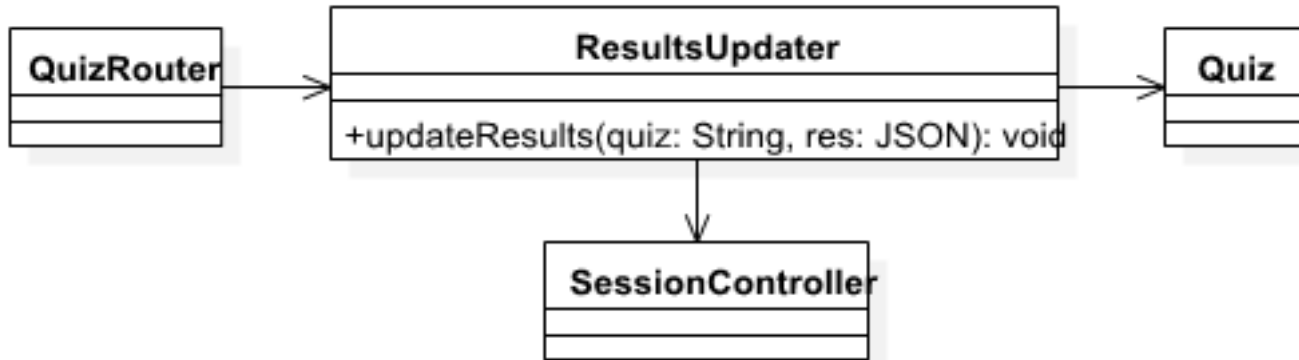 QuizRouter
ResultsUpdater
+updateResults(quiz: String, res: JSON): void
Quiz
SessionController